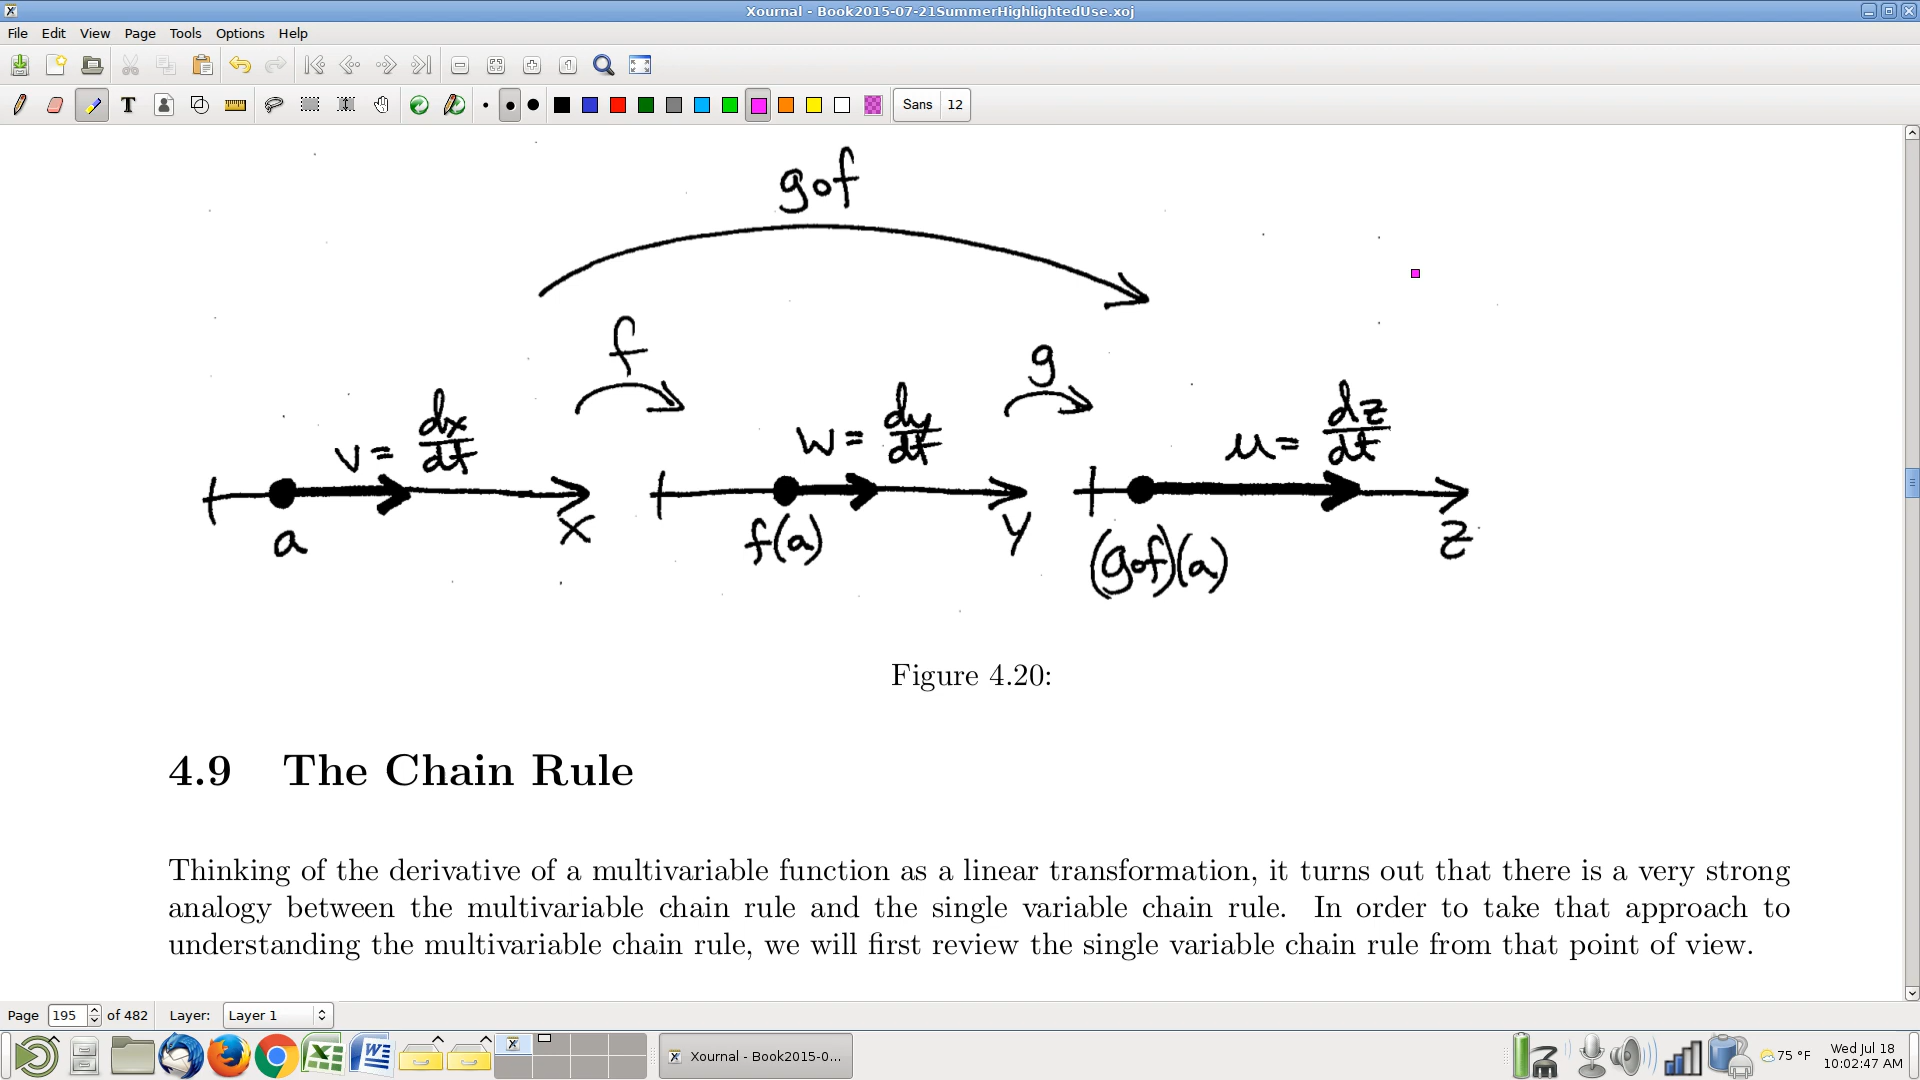 Xournal - Book2015-07-21SummerHighlightedUse.xoj
File Edit View Page Tools Options Help
T Sans 12
g∘f
f
g
v = dx/dt
w = dy/dt
u = dz/dt
a x f(a) y (g∘f)(a) z
Figure 4.20:
4.9 The Chain Rule
Thinking of the derivative of a multivariable function as a linear transformation, it turns out that there is a very strong
analogy between the multivariable chain rule and the single variable chain rule. In order to take that approach to
understanding the multivariable chain rule, we will first review the single variable chain rule from that point of view.
Page 195 of 482 Layer: Layer 1
Xournal - Book2015-0...
75 °F
Wed Jul 18
10:02:47 AM